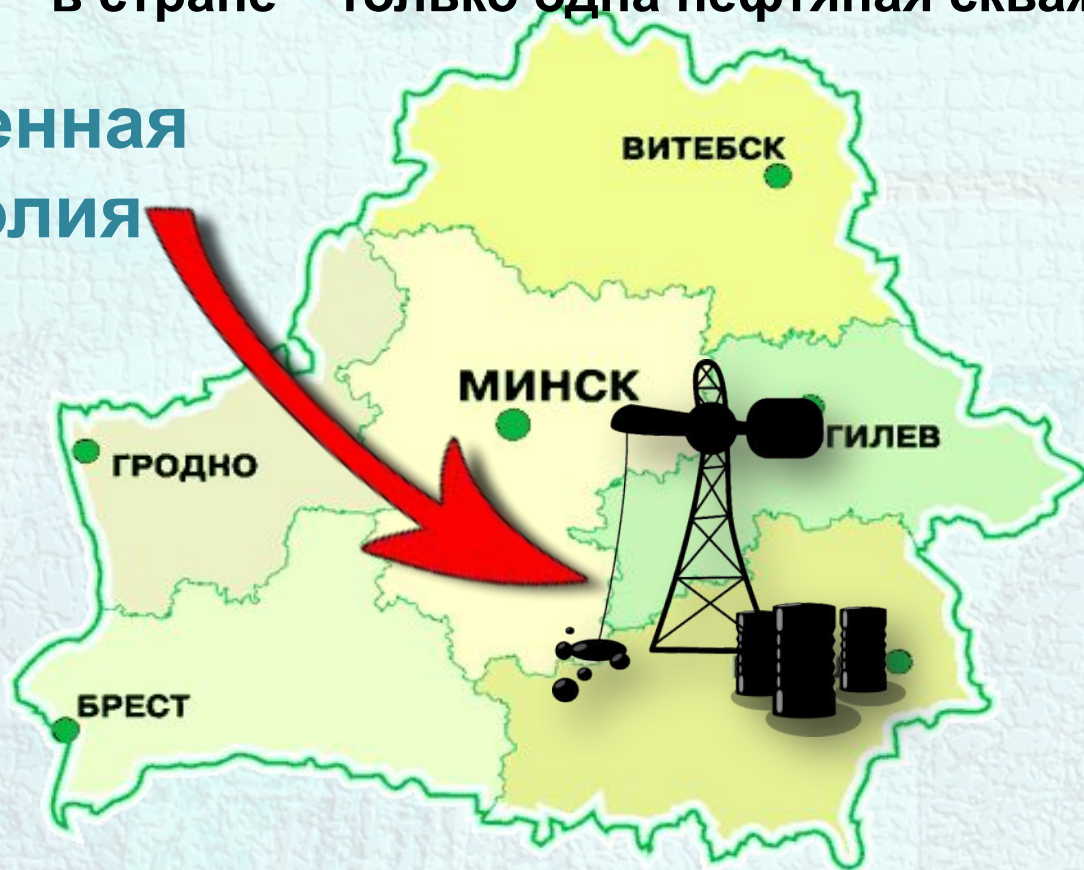 в стране только одна нефтяная
енная
олия
ВИТЕБСК
МИНСК
ГИЛЕВ
ГРОДНО
БРЕСТ